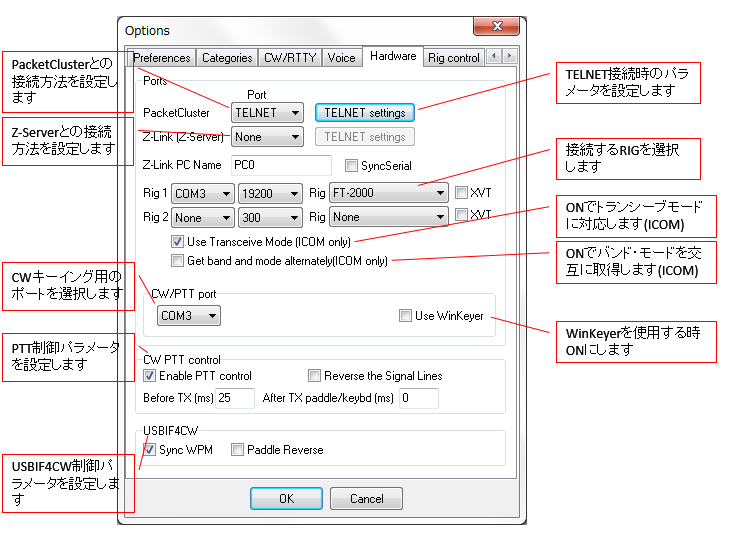 Options
Preferences Categories CW/RTTY Voice Hardware Rig control
Ports
Port
PacketCluster TELNET TELNET settings
Z-Link (Z-Server) None TELNET settings
Z-Link PC Name PC0 SyncSerial
Rig 1 COM3 19200 Rig FT-2000 XVT
Rig 2 None 300 Rig None XVT
Use Transceive Mode (ICOM only)
Get band and mode alternately(ICOM only)
CW/PTT port
COM3 Use WinKeyer
CW PTT control
Enable PTT control Reverse the Signal Lines
Before TX (ms) 25 After TX paddle/keybd (ms) 0
USBIF4CW
Sync WPM Paddle Reverse
OK Cancel
PacketClusterとの
接続方法を設定し
ます
Z-Serverとの接続
方法を設定します
CWキーイング用の
ポートを選択します
PTT制御パラメータ
を設定します
USBIF4CW制御パ
ラメータを設定しま
す
TELNET接続時のパラ
メータを設定します
接続するRIGを選択
します
ONでトランシーブモード
に対応します(ICOM)
ONでバンド・モードを交
互に取得します(ICOM)
WinKeyerを使用する時
ONにします